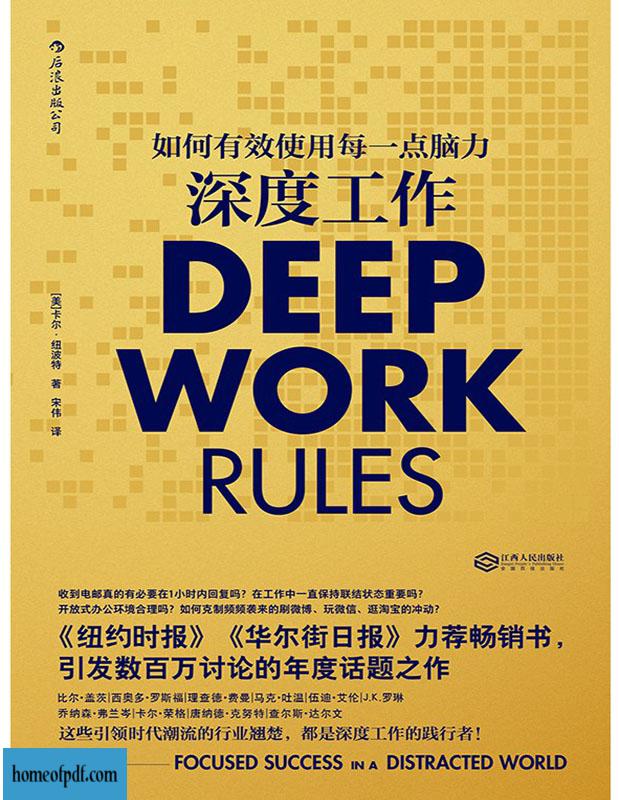 后浪出版公司
如何有效使用每一点脑力
深度工作
DEEP
WORK
RULES
[美]卡尔·纽波特 著 宋伟 译
江西人民出版社
Jiangxi People's Publishing House
全国百佳出版社
收到电邮真的有必要在1小时内回复吗？在工作中一直保持联结状态重要吗？
开放式办公环境合理吗？如何克制频频袭来的刷微博、玩微信、逛淘宝的冲动？
《纽约时报》《华尔街日报》力荐畅销书，
引发数百万讨论的年度话题之作
比尔·盖茨|西奥多·罗斯福|理查德·费曼|马克·吐温|伍迪·艾伦|J.K.罗琳
乔纳森·弗兰岑|卡尔·荣格|唐纳德·克努特|查尔斯·达尔文
这些引领时代潮流的行业翘楚，都是深度工作的践行者！
FOCUSED SUCCESS IN A DISTRACTED WORLD
homeofpdf.com